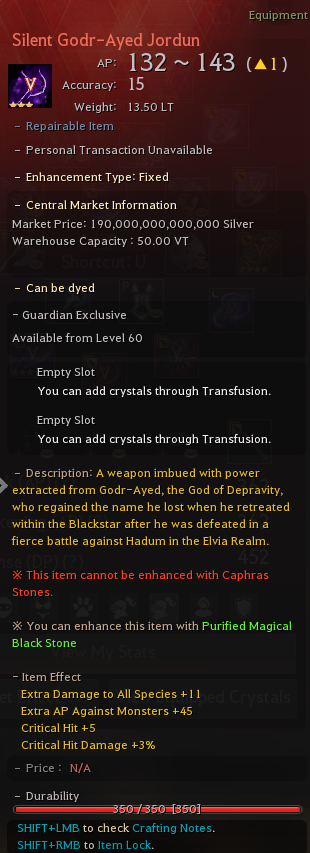 Equipment
Silent Godr-Ayed Jordun
AP: 132 ~ 143 (▲1)
Accuracy: 15
Weight: 13.50 LT
V
- Repairable Item
- Personal Transaction Unavailable
- Enhancement Type: Fixed
- Central Market Information
Market Price: 190,000,000,000,000 Silver
Warehouse Capacity : 50.00 VT
- Can be dyed
- Guardian Exclusive
Available from Level 60
Empty Slot
You can add crystals through Transfusion.
Empty Slot
You can add crystals through Transfusion.
- Description: A weapon imbued with power
extracted from Godr-Ayed, the God of Depravity,
who regained the name he lost when he retreated
within the Blackstar after he was defeated in a
fierce battle against Hadum in the Elvia Realm.
452
※ This item cannot be enhanced with Caphras
Stones.
※ You can enhance this item with Purified Magical
Black Stone
View My Stats
- Item Effect
Extra Damage to All Species +11
Extra AP Against Monsters +45
Critical Hit +5
Critical Hit Damage +3%
Crystals
- Price : N/A
- Durability
350 / 350 [350]
SHIFT+LMB to check Crafting Notes.
SHIFT+RMB to Item Lock.